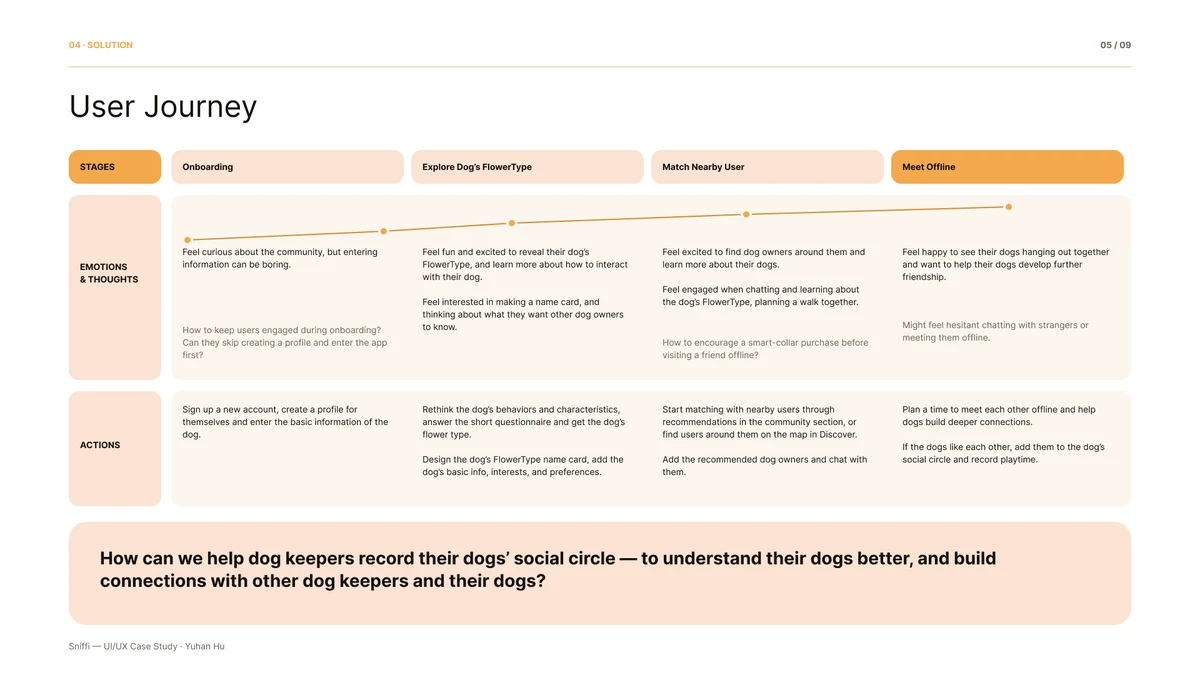 04 · SOLUTION
05 / 09
User Journey
STAGES
Onboarding
Explore Dog’s FlowerType
Match Nearby User
Meet Offline
EMOTIONS
& THOUGHTS
Feel curious about the community, but entering
information can be boring.
How to keep users engaged during onboarding?
Can they skip creating a profile and enter the app
first?
Feel fun and excited to reveal their dog’s
FlowerType, and learn more about how to interact
with their dog.
Feel interested in making a name card, and
thinking about what they want other dog owners
to know.
Feel excited to find dog owners around them and
learn more about their dogs.
Feel engaged when chatting and learning about
the dog’s FlowerType, planning a walk together.
How to encourage a smart-collar purchase before
visiting a friend offline?
Feel happy to see their dogs hanging out together
and want to help their dogs develop further
friendship.
Might feel hesitant chatting with strangers or
meeting them offline.
ACTIONS
Sign up a new account, create a profile for
themselves and enter the basic information of the
dog.
Rethink the dog’s behaviors and characteristics,
answer the short questionnaire and get the dog’s
flower type.
Design the dog’s FlowerType name card, add the
dog’s basic info, interests, and preferences.
Start matching with nearby users through
recommendations in the community section, or
find users around them on the map in Discover.
Add the recommended dog owners and chat with
them.
Plan a time to meet each other offline and help
dogs build deeper connections.
If the dogs like each other, add them to the dog’s
social circle and record playtime.
How can we help dog keepers record their dogs’ social circle — to understand their dogs better, and build
connections with other dog keepers and their dogs?
Sniffi — UI/UX Case Study · Yuhan Hu